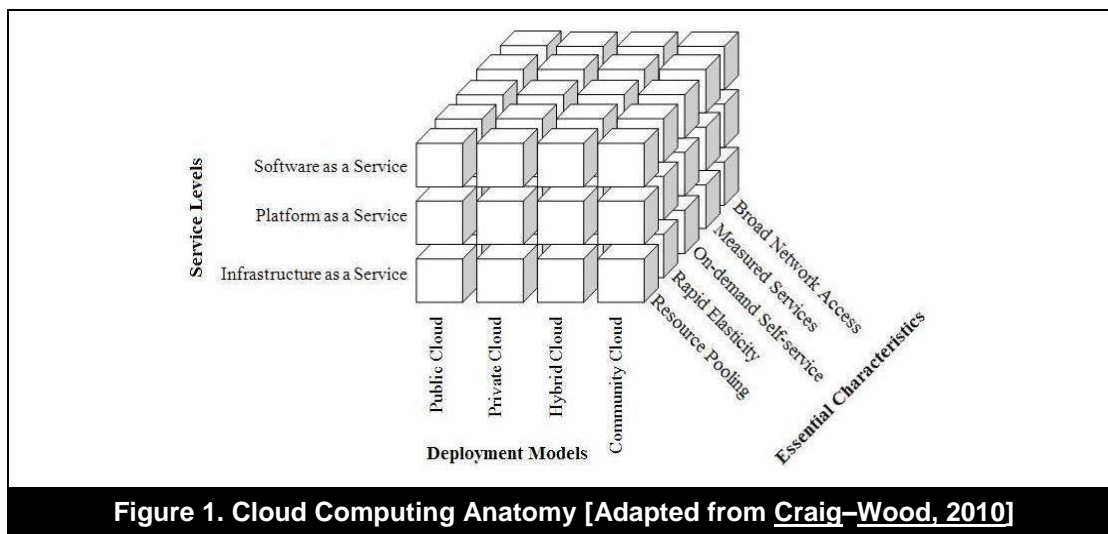 Service Levels
Software as a Service
Platform as a Service
Infrastructure as a Service
Public Cloud
Private Cloud
Hybrid Cloud
Community Cloud
Deployment Models
Resource Pooling
Rapid Elasticity
On-demand Self-service
Measured Services
Broad Network Access
Essential Characteristics
Figure 1. Cloud Computing Anatomy [Adapted from Craig–Wood, 2010]